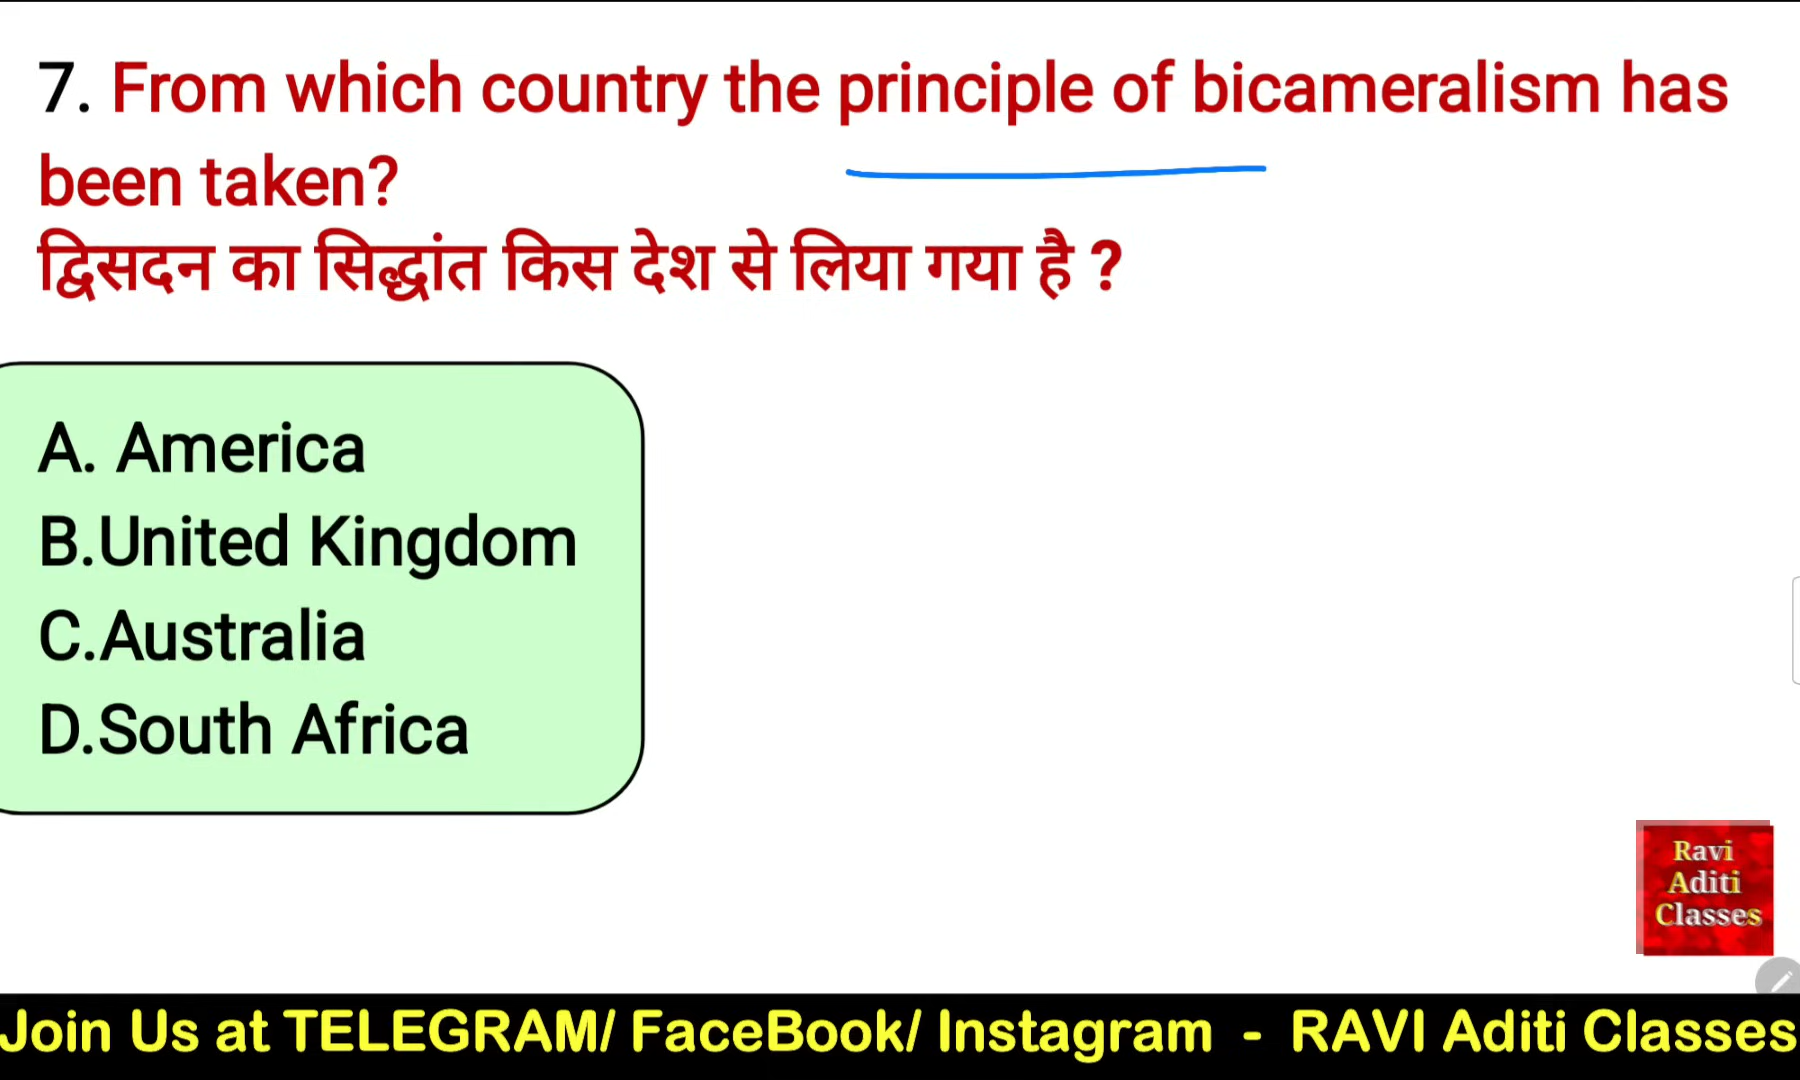 7. From which country the principle of bicameralism has
been taken?
द्विसदन का सिद्धांत किस देश से लिया गया है ?
A. America
B.United Kingdom
C.Australia
D.South Africa
Ravi
Aditi
Classes
Join Us at TELEGRAM/ FaceBook/ Instagram - RAVI Aditi Classes